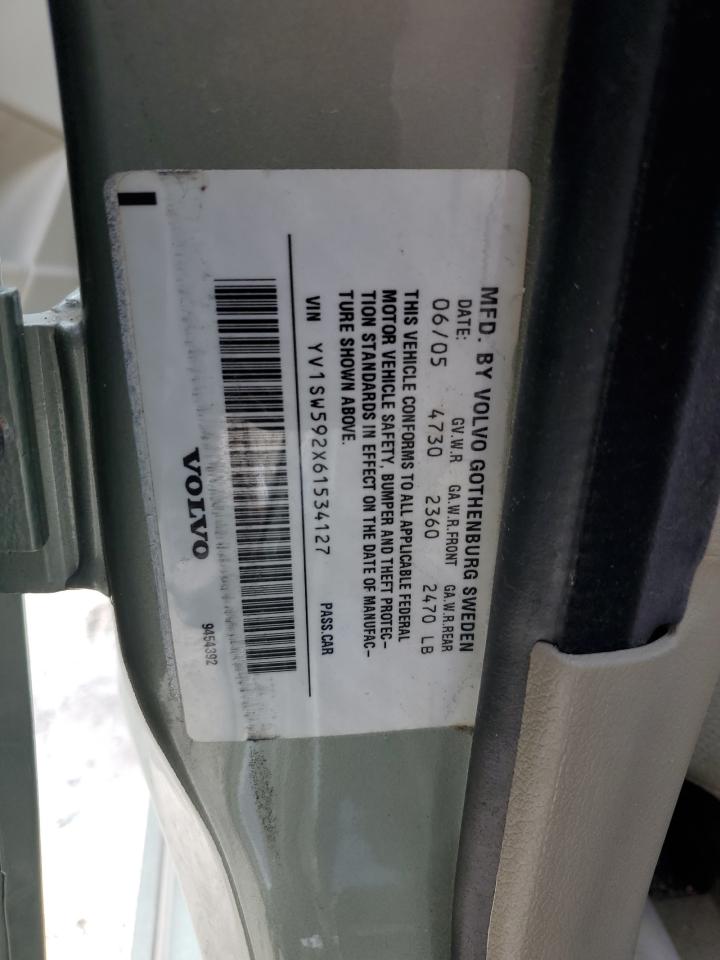 MFD. BY VOLVO GOTHENBURG SWEDEN
DATE: GV.W.R GA.W.R.FRONT GA.W.R.REAR
06/05 4730 2360 2470 LB
THIS VEHICLE CONFORMS TO ALL APPLICABLE FEDERAL
MOTOR VEHICLE SAFETY, BUMPER AND THEFT PROTEC-
TION STANDARDS IN EFFECT ON THE DATE OF MANUFAC-
TURE SHOWN ABOVE.
VIN YV1SW592X61534127 PASS.CAR
VOLVO
9454392